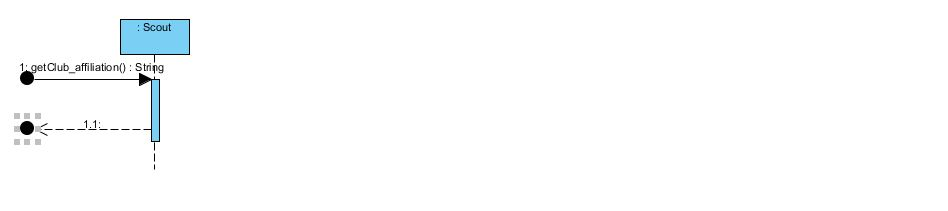 : Scout
1: getClub_affiliation() : String
1.1: